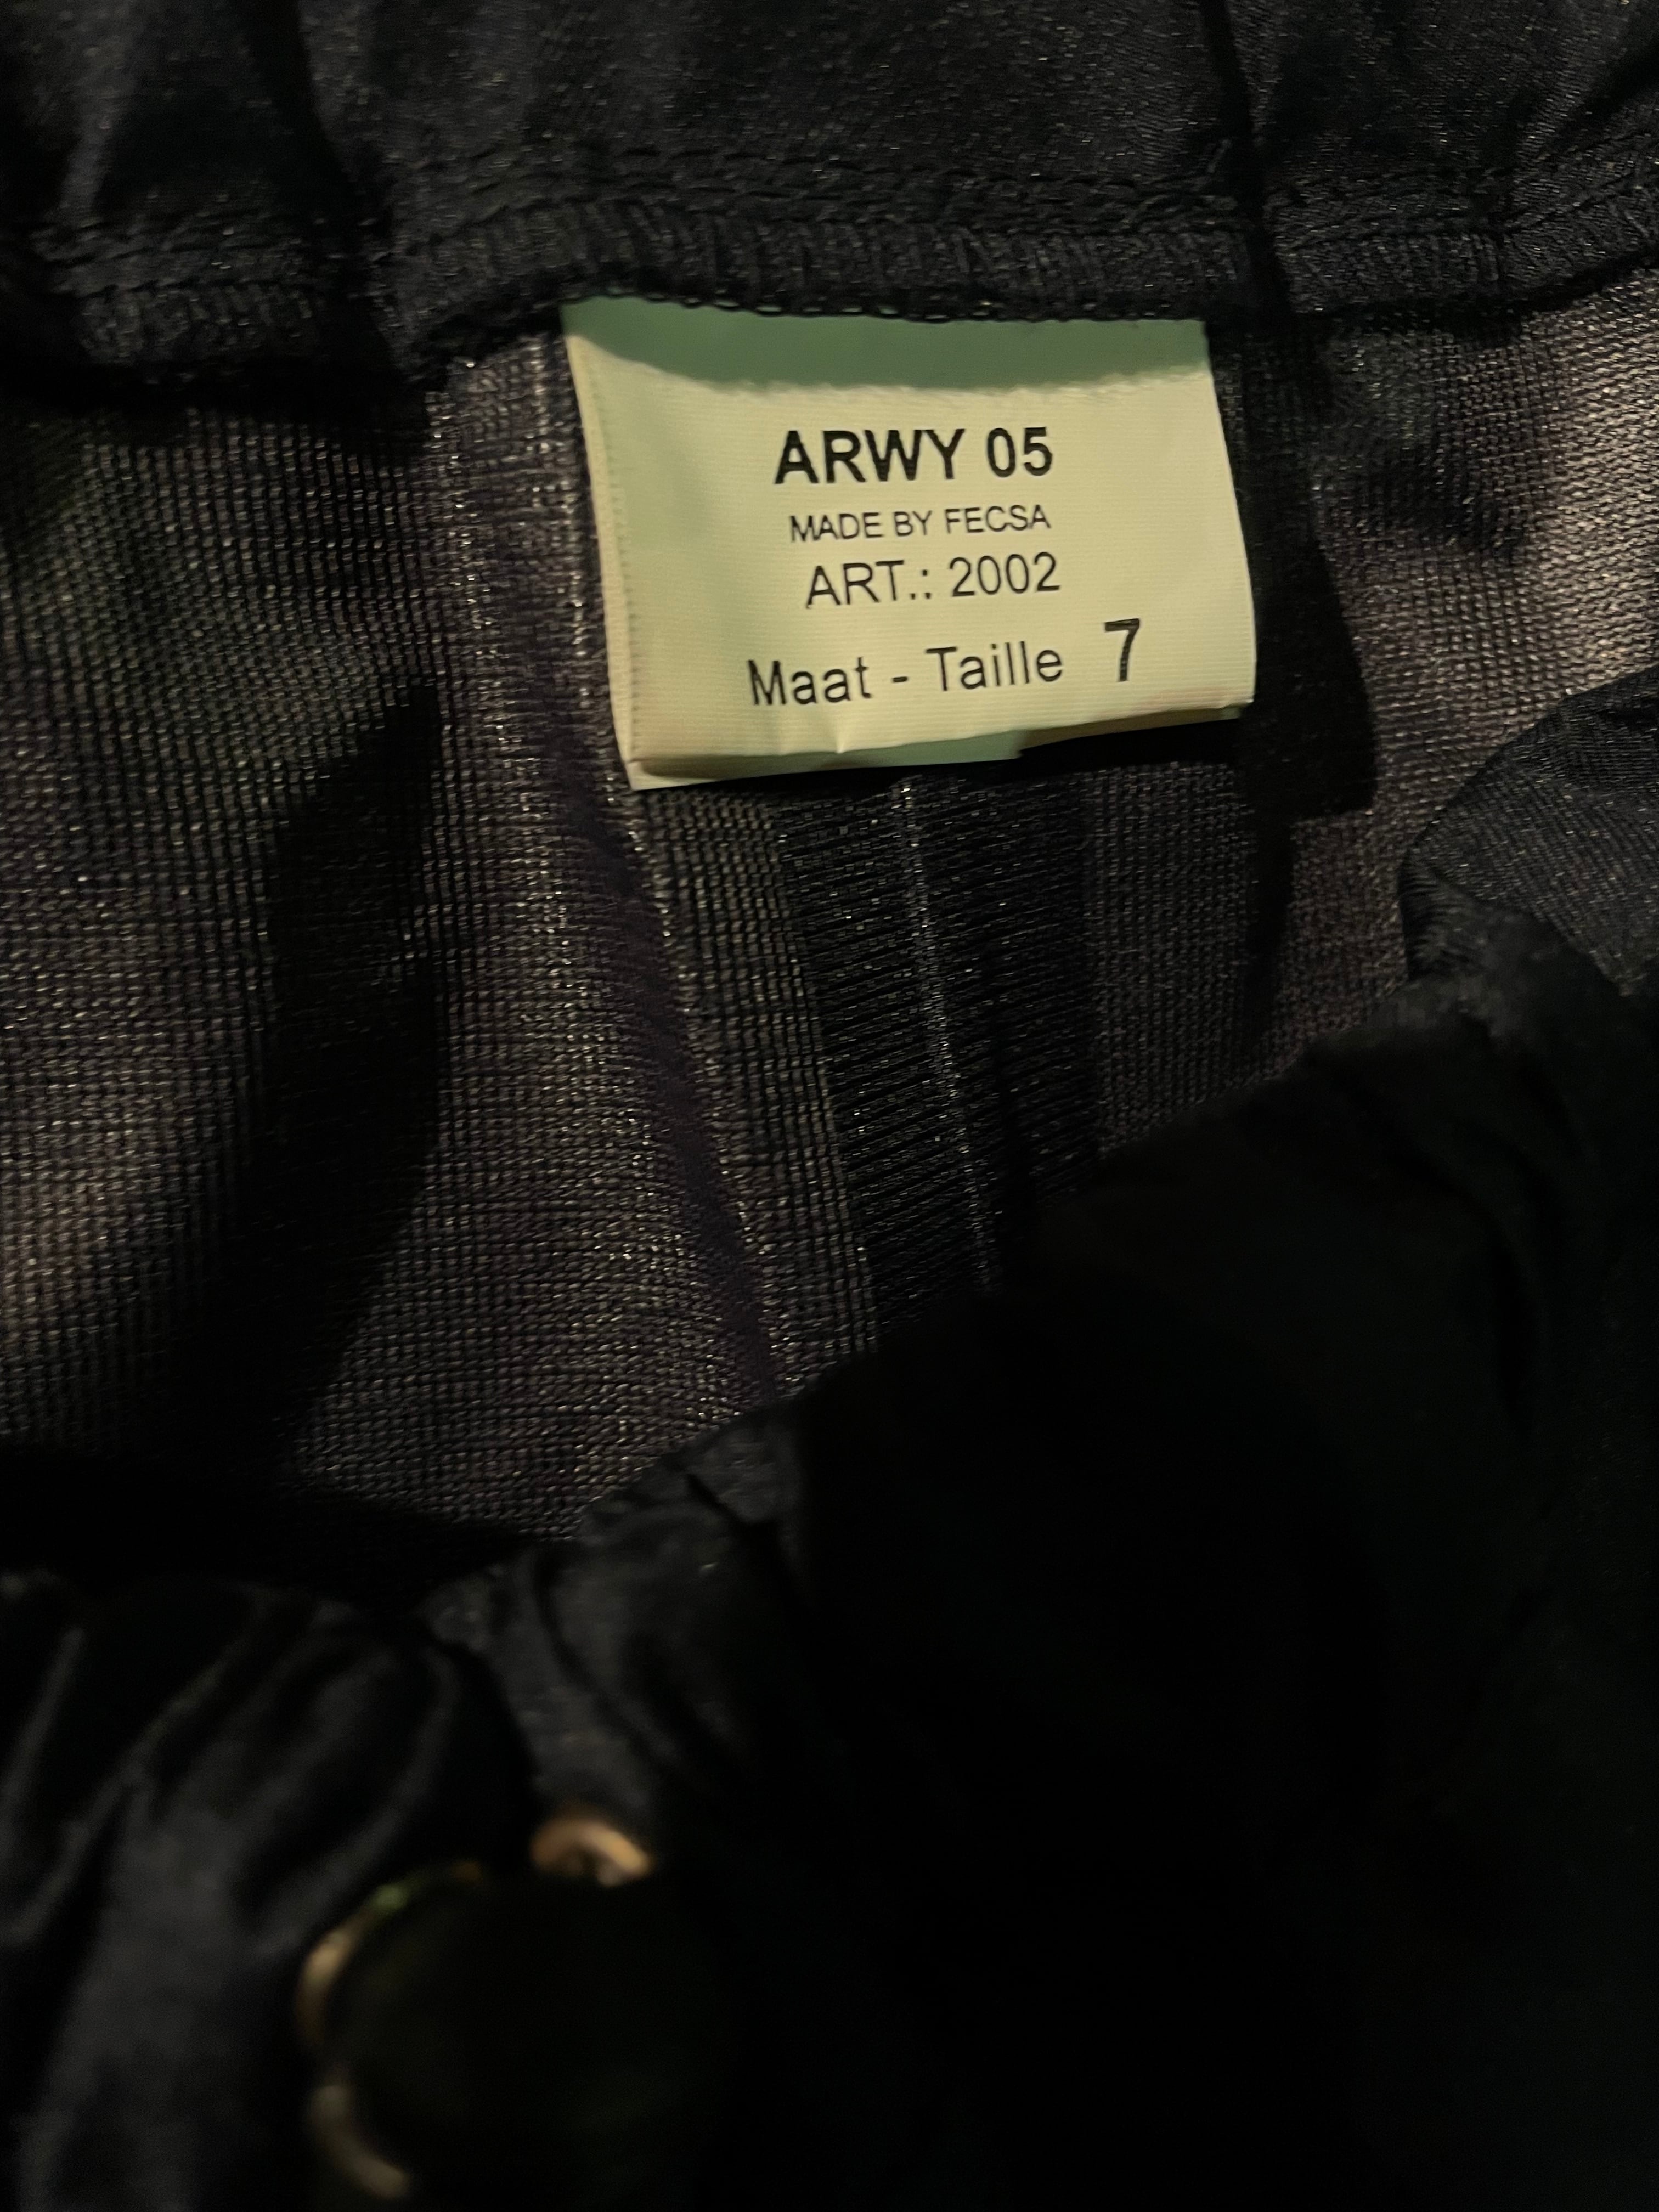 ARWY 05
MADE BY FECSA
ART.: 2002
Maat - Taille 7